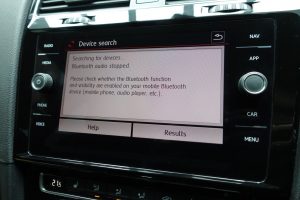 Device search
RADIO
MEDIA
PHONE
VOICE
Searching for devices...
Bluetooth audio stopped.
Please check whether the Bluetooth function
and visibility are enabled on your mobile Bluetooth
device (mobile phone, audio player, etc.).
Help
Results
NAV
APP
CAR
MENU